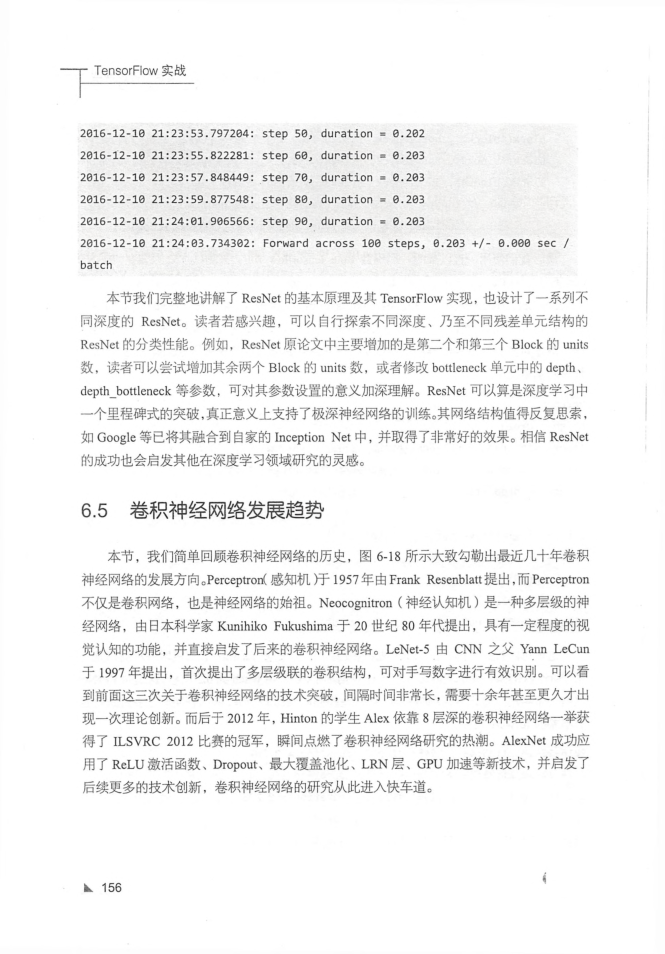 TensorFlow 实战
2016-12-10 21:23:53.797204: step 50, duration = 0.202
2016-12-10 21:23:55.822281: step 60, duration = 0.203
2016-12-10 21:23:57.848449: step 70, duration = 0.203
2016-12-10 21:23:59.877548: step 80, duration = 0.203
2016-12-10 21:24:01.906566: step 90, duration = 0.203
2016-12-10 21:24:03.734302: Forward across 100 steps, 0.203 +/- 0.000 sec /
batch
本节我们完整地讲解了 ResNet 的基本原理及其 TensorFlow 实现，也设计了一系列不
同深度的 ResNet。读者若感兴趣，可以自行探索不同深度、乃至不同残差单元结构的
ResNet 的分类性能。例如，ResNet 原论文中主要增加的是第二个和第三个 Block 的 units
数，读者可以尝试增加其余两个 Block 的 units 数，或者修改 bottleneck 单元中的 depth、
depth_bottleneck 等参数，可对其参数设置的意义加深理解。ResNet 可以算是深度学习中
一个里程碑式的突破，真正意义上支持了极深神经网络的训练。其网络结构值得反复思索，
如 Google 等已将其融合到自家的 Inception Net 中，并取得了非常好的效果。相信 ResNet
的成功也会启发其他在深度学习领域研究的灵感。
6.5 卷积神经网络发展趋势
本节，我们简单回顾卷积神经网络的历史，图 6-18 所示大致勾勒出最近几十年卷积
神经网络的发展方向。Perceptron（感知机）于 1957 年由 Frank Resenblatt 提出，而 Perceptron
不仅是卷积网络，也是神经网络的始祖。Neocognitron（神经认知机）是一种多层级的神
经网络，由日本科学家 Kunihiko Fukushima 于 20 世纪 80 年代提出，具有一定程度的视
觉认知的功能，并直接启发了后来的卷积神经网络。LeNet-5 由 CNN 之父 Yann LeCun
于 1997 年提出，首次提出了多层级联的卷积结构，可对手写数字进行有效识别。可以看
到前面这三次关于卷积神经网络的技术突破，间隔时间非常长，需要十余年甚至更久才出
现一次理论创新。而后于 2012 年，Hinton 的学生 Alex 依靠 8 层深的卷积神经网络一举获
得了 ILSVRC 2012 比赛的冠军，瞬间点燃了卷积神经网络研究的热潮。AlexNet 成功应
用了 ReLU 激活函数、Dropout、最大覆盖池化、LRN 层、GPU 加速等新技术，并启发了
后续更多的技术创新，卷积神经网络的研究从此进入快车道。
156